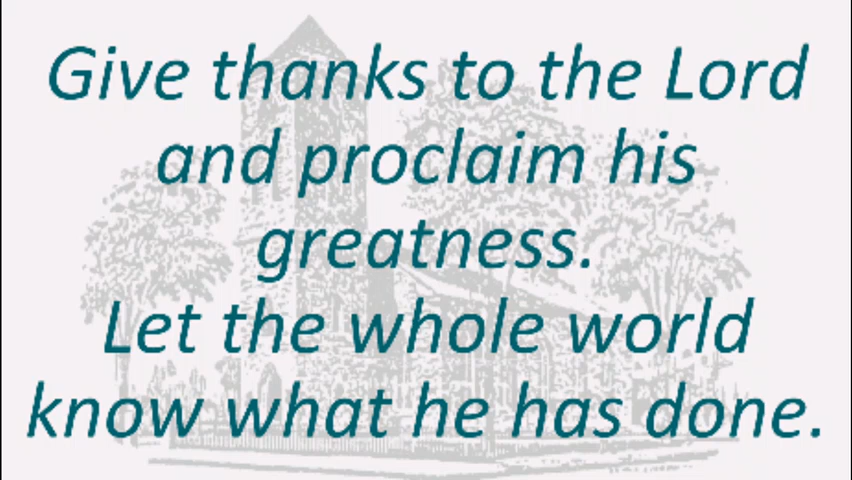 Give thanks to the Lord
and proclaim his
greatness.
Let the whole world
know what he has done.